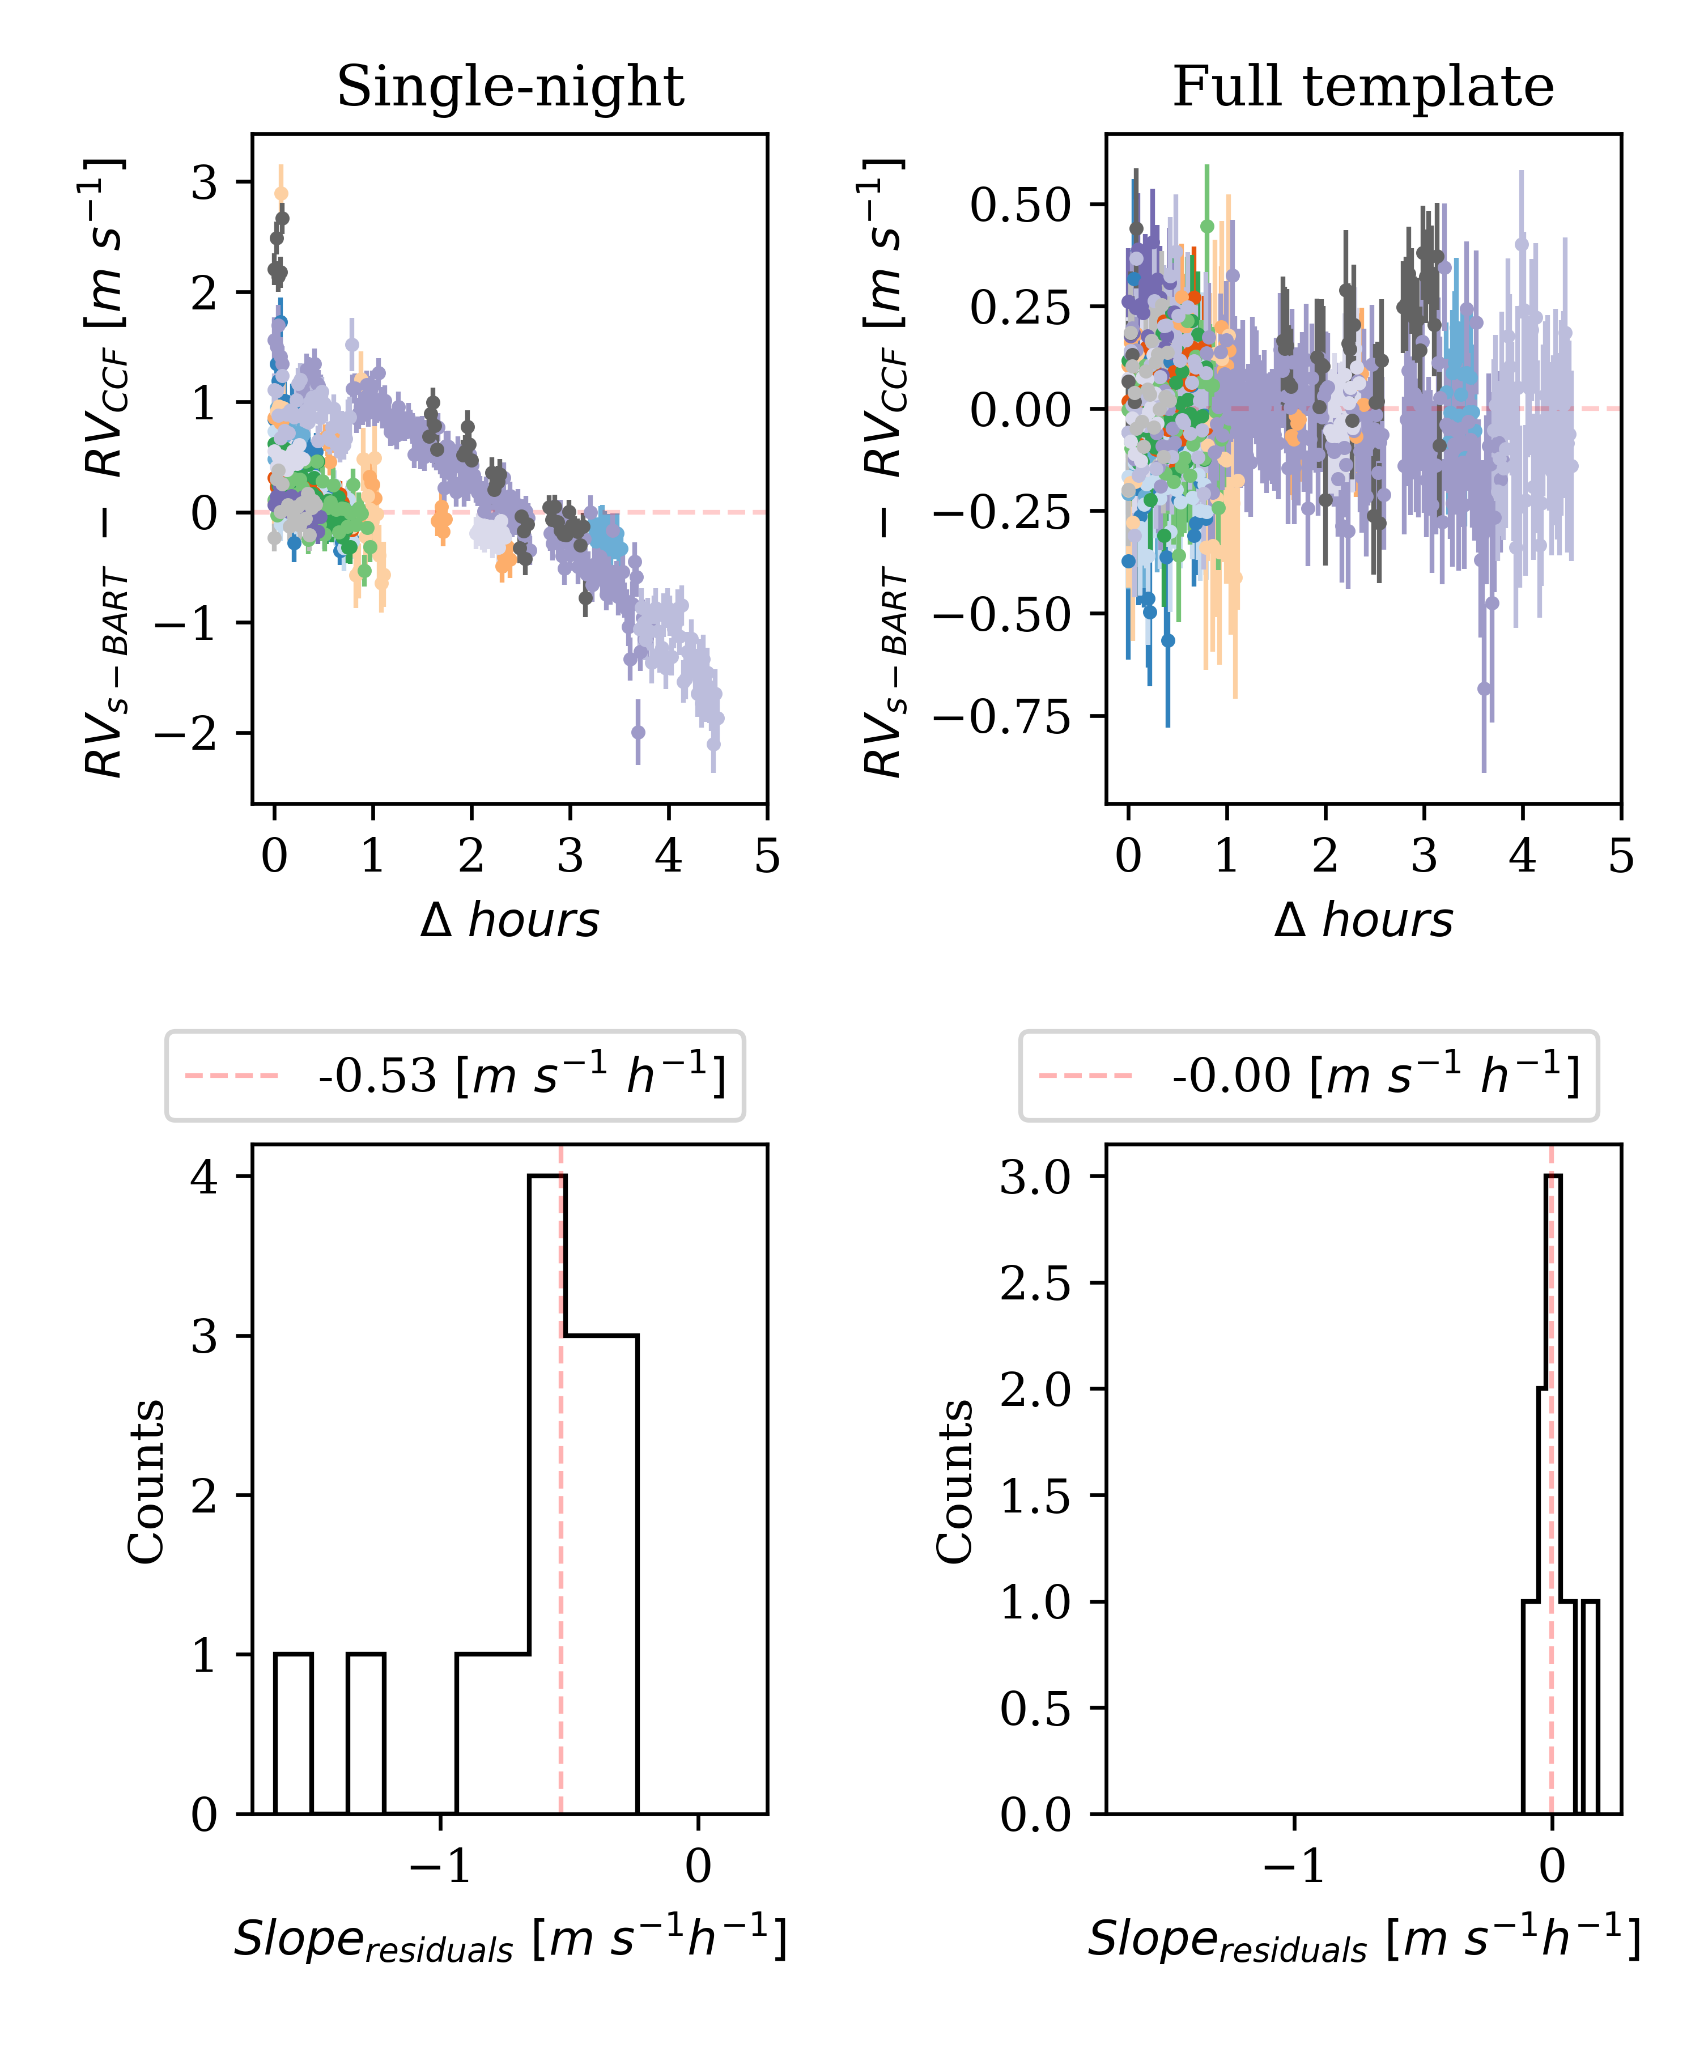 Single-night
Full template
RV_{s-BART} − RV_{CCF} [m s^{-1}]
3
2
1
0
−1
−2
0 1 2 3 4 5
Δ hours
RV_{s-BART} − RV_{CCF} [m s^{-1}]
0.50
0.25
0.00
−0.25
−0.50
−0.75
0 1 2 3 4 5
Δ hours
-0.53 [m s^{-1} h^{-1}]
-0.00 [m s^{-1} h^{-1}]
Counts
4
3
2
1
0
−1 0
Slope_{residuals} [m s^{-1}h^{-1}]
Counts
3.0
2.5
2.0
1.5
1.0
0.5
0.0
−1 0
Slope_{residuals} [m s^{-1}h^{-1}]